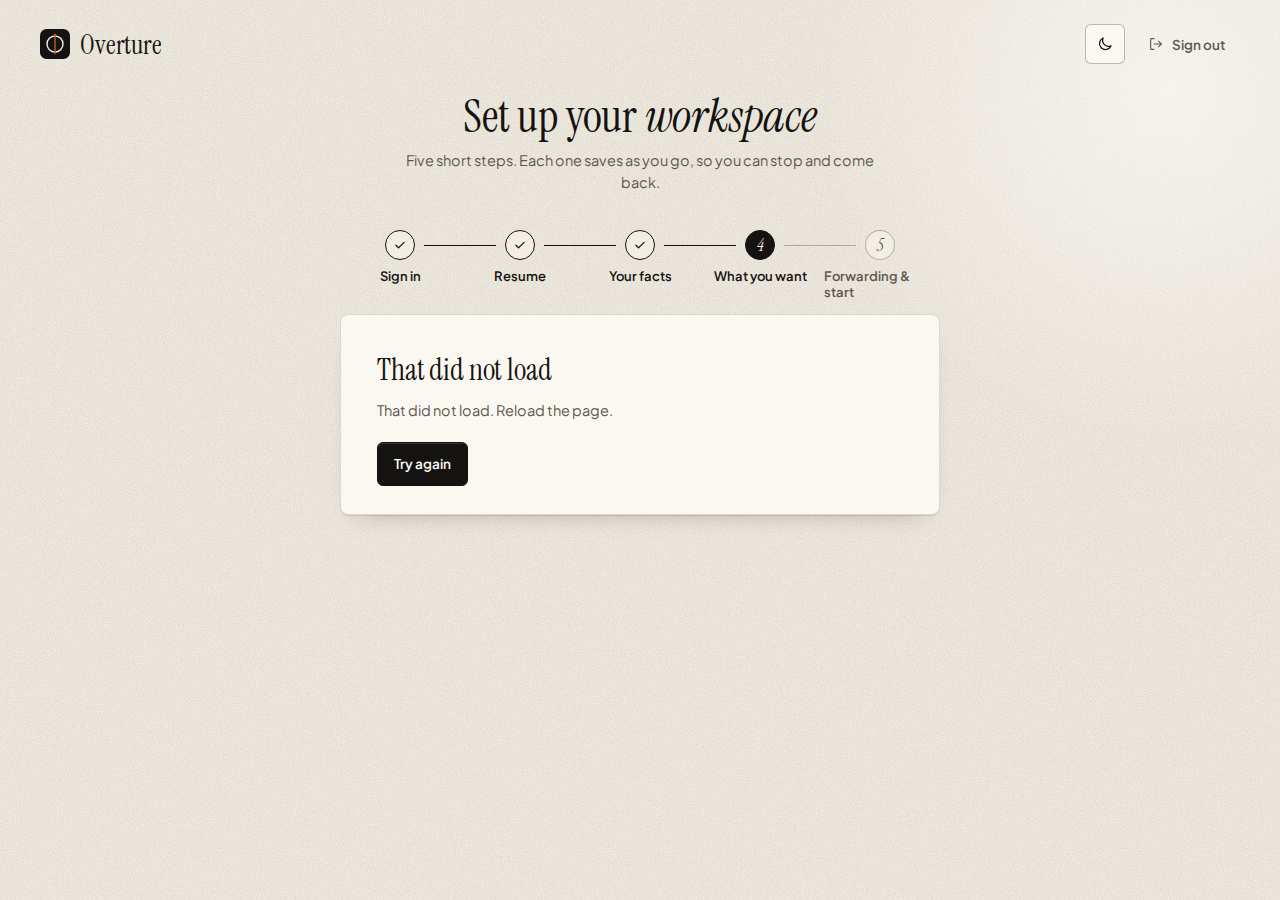 Overture
Sign out
Set up your workspace
Five short steps. Each one saves as you go, so you can stop and come
back.
4
5
Sign in
Resume
Your facts
What you want
Forwarding &
start
That did not load
That did not load. Reload the page.
Try again